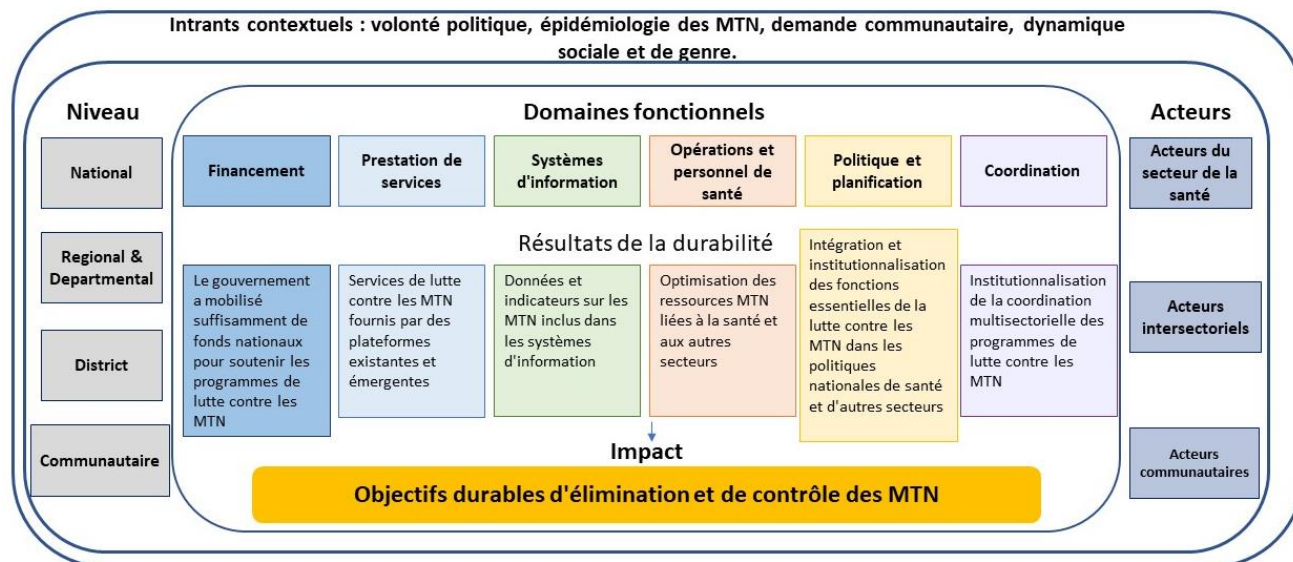 Intrants contextuels : volonté politique, épidémiologie des MTN, demande communautaire, dynamique
sociale et de genre.
Niveau
National
Regional &
Departmental
District
Communautaire
Domaines fonctionnels
Financement
Prestation de
services
Systèmes
d'information
Opérations et
personnel de
santé
Politique et
planification
Coordination
Résultats de la durabilité
Le gouvernement
a mobilisé
suffisamment de
fonds nationaux
pour soutenir les
programmes de
lutte contre les
MTN
Services de lutte
contre les MTN
fournis par des
plateformes
existantes et
émergentes
Données et
indicateurs sur les
MTN inclus dans
les systèmes
d'information
Optimisation des
ressources MTN
liées à la santé et
aux autres
secteurs
Intégration et
institutionnalisation
des fonctions
essentielles de la
lutte contre les
MTN dans les
politiques
nationales de santé
et d'autres secteurs
Institutionnalisation
de la coordination
multisectorielle des
programmes de
lutte contre les
MTN
Impact
Objectifs durables d'élimination et de contrôle des MTN
Acteurs
Acteurs du
secteur de la
santé
Acteurs
intersectoriels
Acteurs
communautaires